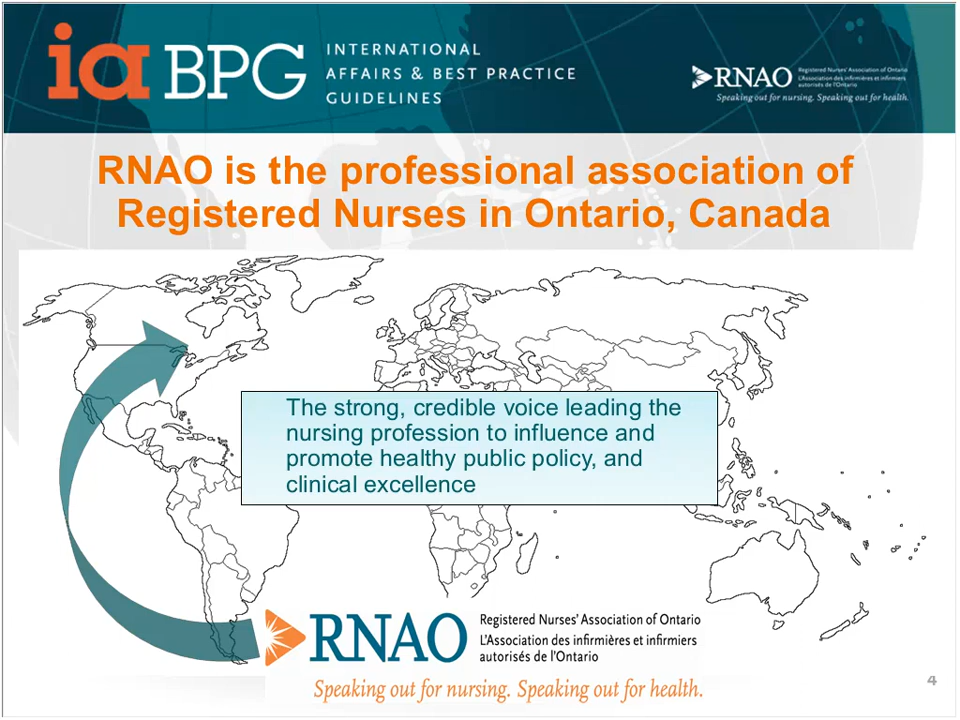 ia BPG
INTERNATIONAL
AFFAIRS & BEST PRACTICE
GUIDELINES
RNAO
Registered Nurses' Association of Ontario
L'Association des infirmières et infirmiers
autorisés de l'Ontario
Speaking out for nursing. Speaking out for health.
RNAO is the professional association of
Registered Nurses in Ontario, Canada
The strong, credible voice leading the
nursing profession to influence and
promote healthy public policy, and
clinical excellence
RNAO
Registered Nurses' Association of Ontario
L'Association des infirmières et infirmiers
autorisés de l'Ontario
Speaking out for nursing. Speaking out for health.
4